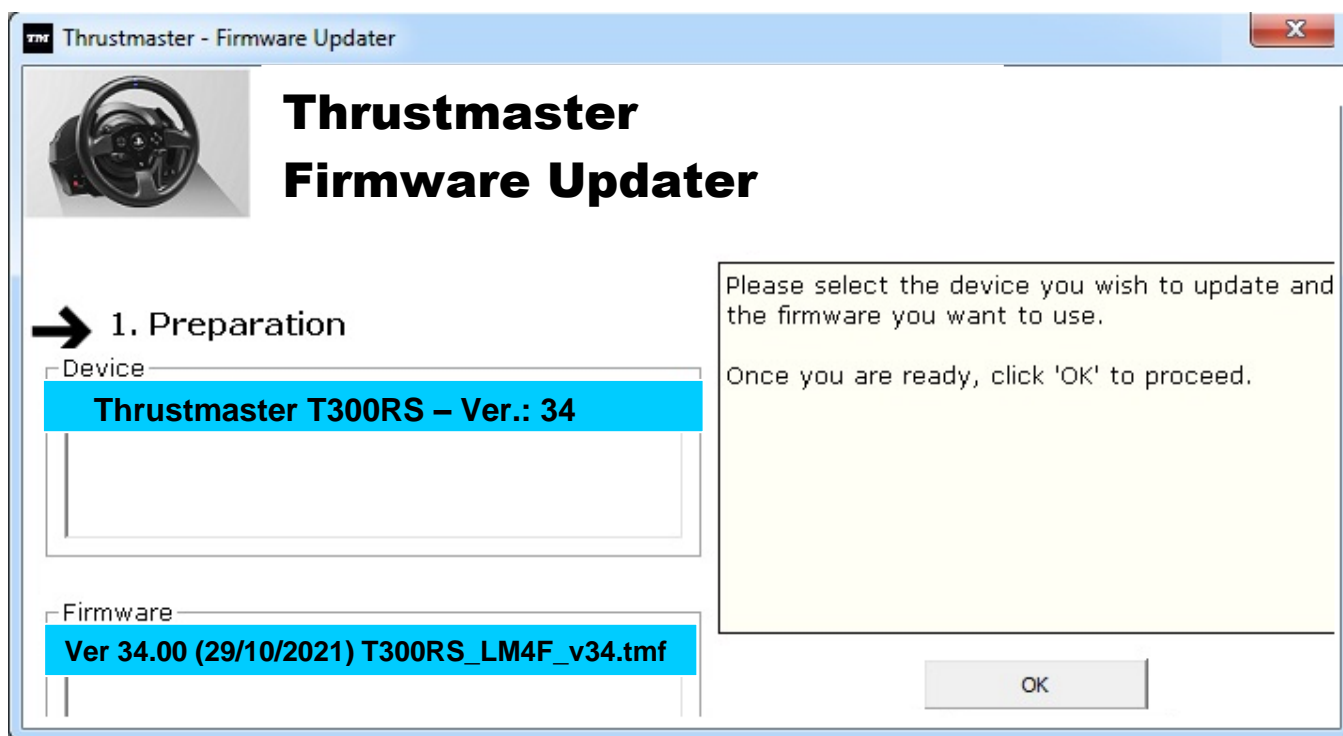 Thrustmaster - Firmware Updater
Thrustmaster
Firmware Updater
1. Preparation
Device
Thrustmaster T300RS – Ver.: 34
Firmware
Ver 34.00 (29/10/2021) T300RS_LM4F_v34.tmf
Please select the device you wish to update and
the firmware you want to use.
Once you are ready, click 'OK' to proceed.
OK